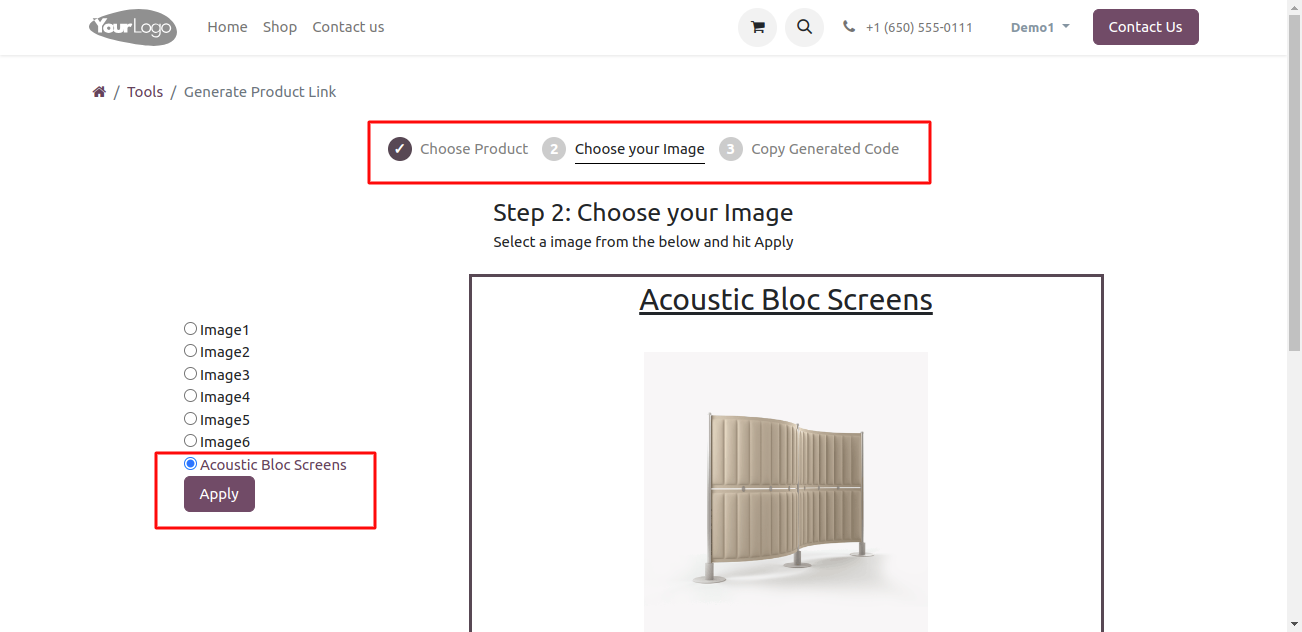 YourLogo Home Shop Contact us +1 (650) 555-0111 Demo1 Contact Us
/ Tools / Generate Product Link
✓ Choose Product 2 Choose your Image 3 Copy Generated Code
Step 2: Choose your Image
Select a image from the below and hit Apply
Acoustic Bloc Screens
Image1
Image2
Image3
Image4
Image5
Image6
Acoustic Bloc Screens
Apply